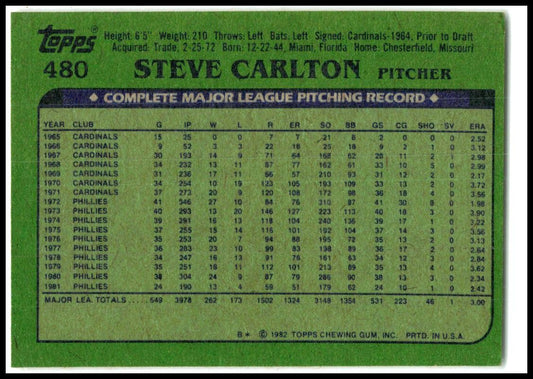 Topps
Height: 6'5" Weight: 210 Throws: Left Bats: Left Signed: Cardinals-1964, Prior to Draft
Acquired: Trade, 2-25-72 Born: 12-22-44, Miami, Florida Home: Chesterfield, Missouri
480 STEVE CARLTON PITCHER
COMPLETE MAJOR LEAGUE PITCHING RECORD
YEAR CLUB G IP W L R ER SO BB GS CG SHO SV ERA
1965 CARDINALS 15 25 0 0 7 7 21 8 2 0 0 0 2.52
1966 CARDINALS 9 52 3 3 22 18 25 18 9 2 1 0 3.12
1967 CARDINALS 30 193 14 9 71 64 168 62 28 11 2 1 2.98
1968 CARDINALS 34 232 13 11 87 77 162 61 33 10 5 0 2.99
1969 CARDINALS 31 236 17 11 66 57 210 93 31 12 2 0 2.17
1970 CARDINALS 34 254 10 19 123 105 193 109 33 13 2 0 3.72
1971 CARDINALS 37 273 20 9 120 108 172 98 36 18 4 0 3.56
1972 PHILLIES 41 346 27 10 84 76 310 87 41 30 8 0 1.98
1973 PHILLIES 40 293 13 20 146 127 223 113 40 18 3 0 3.90
1974 PHILLIES 39 291 16 13 118 104 240 136 39 17 1 0 3.22
1975 PHILLIES 37 255 15 14 116 101 192 104 37 14 3 0 3.56
1976 PHILLIES 35 253 20 7 94 88 195 72 35 13 2 0 3.13
1977 PHILLIES 36 283 23 10 99 83 198 89 36 17 2 0 2.64
1978 PHILLIES 34 247 16 13 91 78 161 63 34 12 3 0 2.84
1979 PHILLIES 35 251 18 11 112 101 213 89 35 13 4 0 3.62
1980 PHILLIES 38 304 24 9 87 79 286 90 38 13 3 0 2.34
1981 PHILLIES 24 190 13 4 59 51 179 62 24 10 1 0 2.42
MAJOR LEA. TOTALS 549 3978 262 173 1502 1324 3148 1354 531 223 46 1 3.00
B* © 1982 TOPPS CHEWING GUM, INC. PRTD. IN U.S.A.